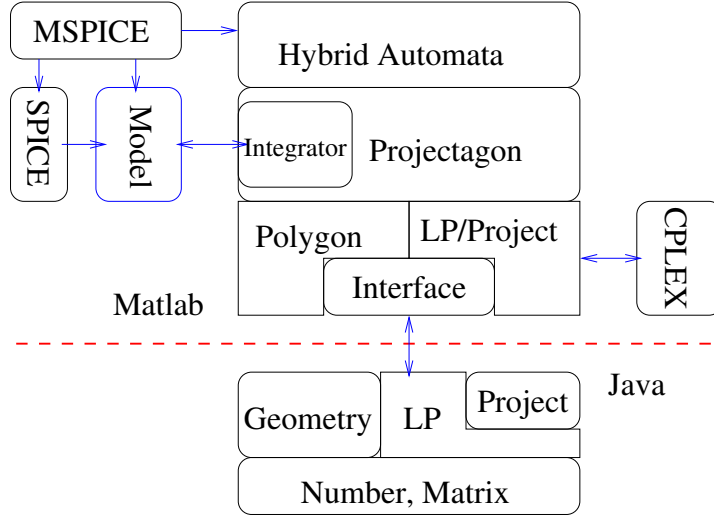 MSPICE
Hybrid Automata
SPICE
Model
Integrator
Projectagon
Polygon
LP/Project
CPLEX
Interface
Matlab
Java
Geometry
LP
Project
Number, Matrix